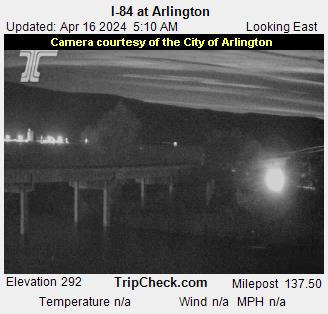 I-84 at Arlington
Updated: Apr 16 2024 5:10 AM Looking East
Camera courtesy of the City of Arlington
Elevation 292 TripCheck.com Milepost 137.50
Temperature n/a Wind n/a MPH n/a